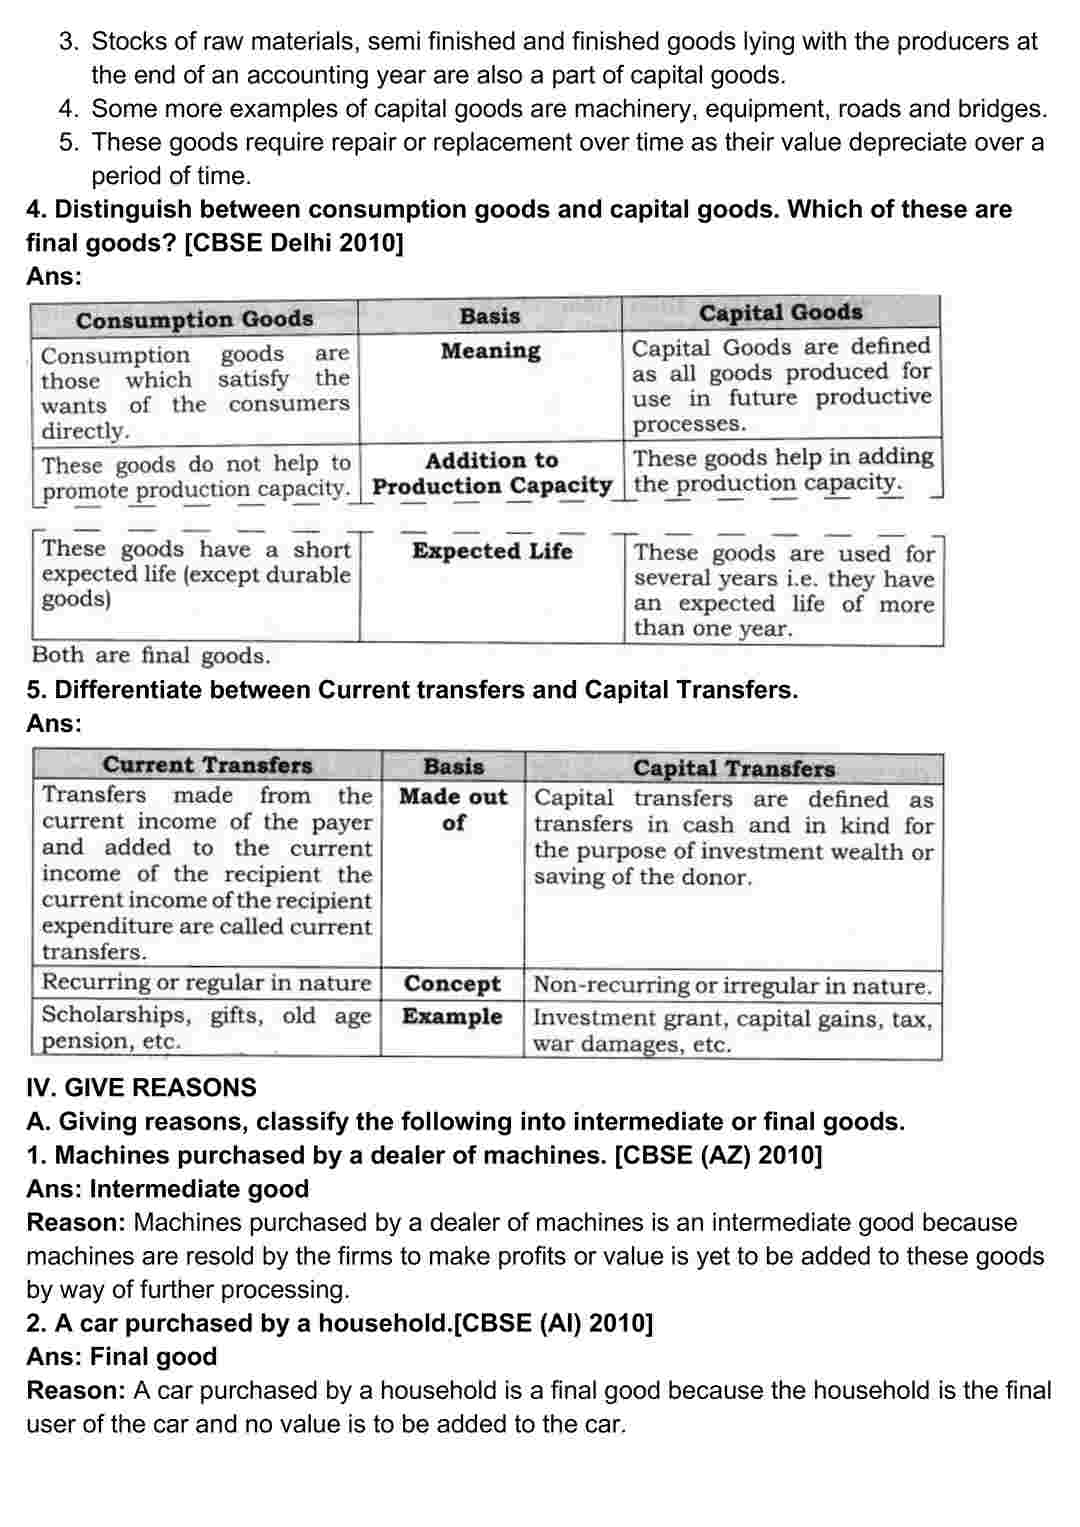 3. Stocks of raw materials, semi finished and finished goods lying with the producers at
the end of an accounting year are also a part of capital goods.
4. Some more examples of capital goods are machinery, equipment, roads and bridges.
5. These goods require repair or replacement over time as their value depreciate over a
period of time.
4. Distinguish between consumption goods and capital goods. Which of these are
final goods? [CBSE Delhi 2010]
Ans:
Consumption Goods Basis Capital Goods
Consumption goods are
those which satisfy the
wants of the consumers
directly.
Meaning
Capital Goods are defined
as all goods produced for
use in future productive
processes.
These goods do not help to
promote production capacity.
Addition to
Production Capacity
These goods help in adding
the production capacity.
These goods have a short
expected life (except durable
goods)
Expected Life
These goods are used for
several years i.e. they have
an expected life of more
than one year.
Both are final goods.
5. Differentiate between Current transfers and Capital Transfers.
Ans:
Current Transfers Basis Capital Transfers
Transfers made from the
current income of the payer
and added to the current
income of the recipient the
current income of the recipient
expenditure are called current
transfers.
Made out
of
Capital transfers are defined as
transfers in cash and in kind for
the purpose of investment wealth or
saving of the donor.
Recurring or regular in nature Concept Non-recurring or irregular in nature.
Scholarships, gifts, old age
pension, etc.
Example
Investment grant, capital gains, tax,
war damages, etc.
IV. GIVE REASONS
A. Giving reasons, classify the following into intermediate or final goods.
1. Machines purchased by a dealer of machines. [CBSE (AZ) 2010]
Ans: Intermediate good
Reason: Machines purchased by a dealer of machines is an intermediate good because
machines are resold by the firms to make profits or value is yet to be added to these goods
by way of further processing.
2. A car purchased by a household.[CBSE (AI) 2010]
Ans: Final good
Reason: A car purchased by a household is a final good because the household is the final
user of the car and no value is to be added to the car.